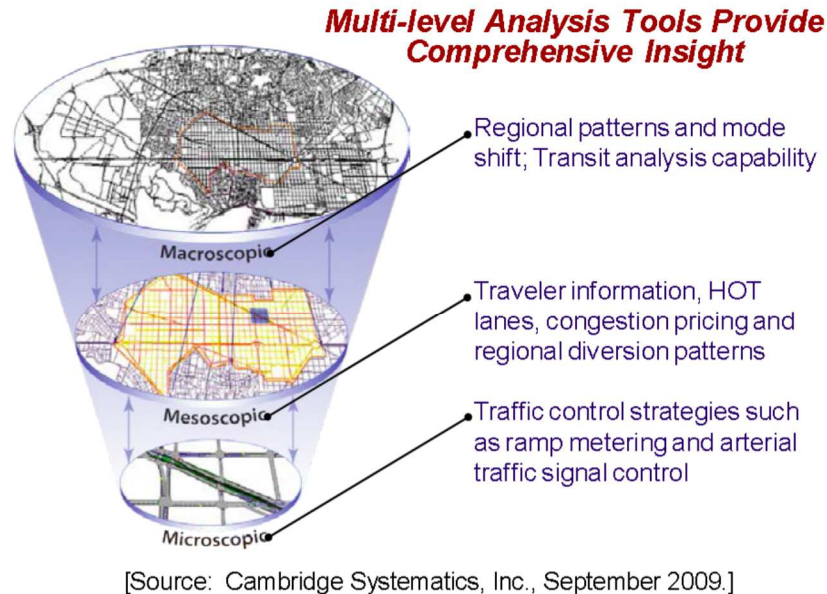 Multi-level Analysis Tools Provide
Comprehensive Insight
Regional patterns and mode
shift; Transit analysis capability
Macroscopic
Traveler information, HOT
lanes, congestion pricing and
regional diversion patterns
Mesoscopic
Traffic control strategies such
as ramp metering and arterial
traffic signal control
Microscopic
[Source: Cambridge Systematics, Inc., September 2009.]